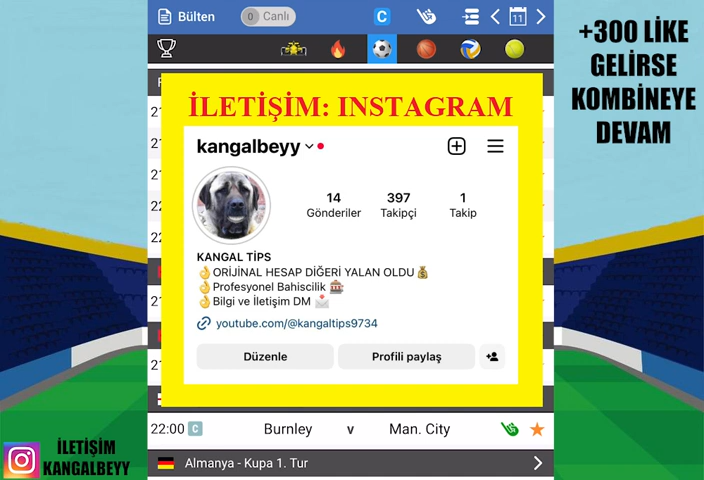 Bülten
0 Canlı
C
11
+300 LİKE
GELİRSE
KOMBİNEYE
DEVAM
İLETİŞİM: INSTAGRAM
kangalbeyy
14
397
1
Gönderiler
Takipçi
Takip
KANGAL TİPS
👌ORİJİNAL HESAP DİĞERİ YALAN OLDU💰
👌Profesyonel Bahiscilik🎰
👌Bilgi ve İletişim DM 📩
youtube.com/@kangaltips9734
Düzenle
Profili paylaş
22:00 C Burnley v Man. City
Almanya - Kupa 1. Tur
İLETİŞİM
KANGALBEYY